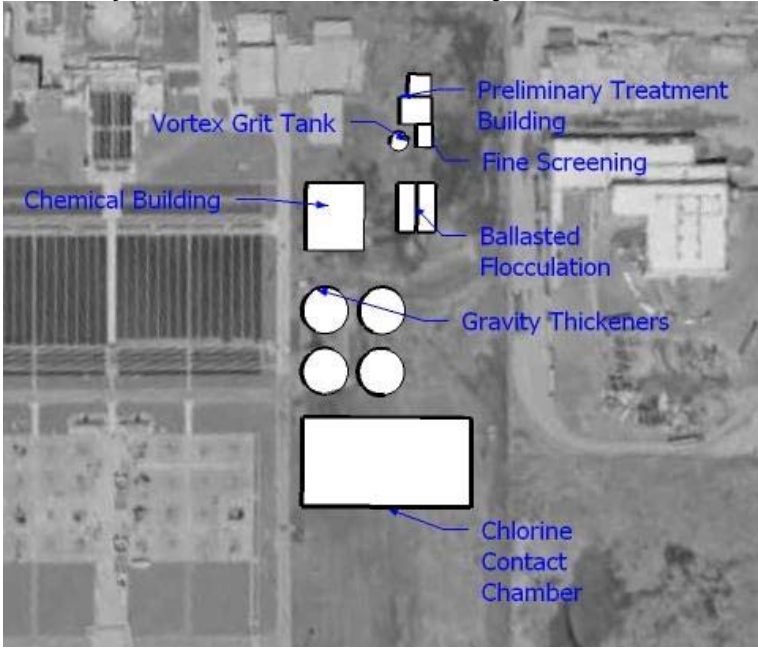 Preliminary Treatment
Building
Vortex Grit Tank
Fine Screening
Chemical Building
Ballasted
Flocculation
Gravity Thickeners
Chlorine
Contact
Chamber